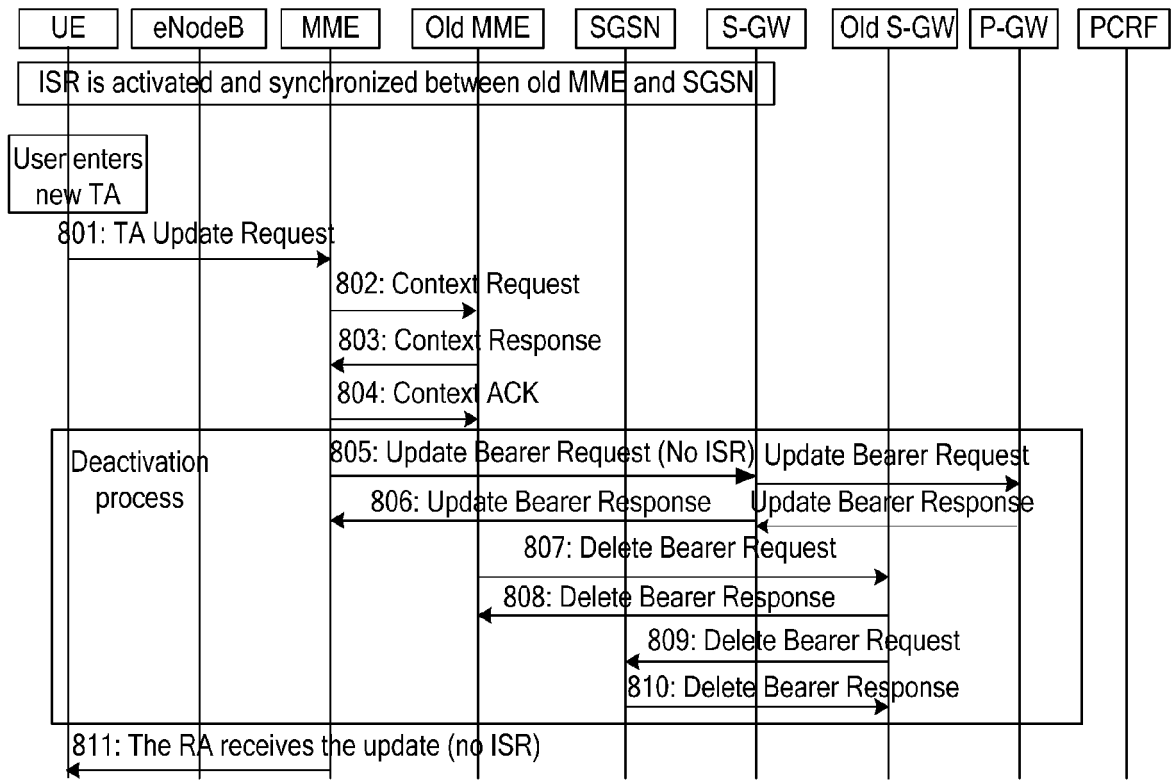 UE
eNodeB
MME
Old MME
SGSN
S-GW
Old S-GW
P-GW
PCRF
ISR is activated and synchronized between old MME and SGSN
User enters
new TA
801: TA Update Request
802: Context Request
803: Context Response
804: Context ACK
Deactivation
process
805: Update Bearer Request (No ISR)
Update Bearer Request
806: Update Bearer Response
Update Bearer Response
807: Delete Bearer Request
808: Delete Bearer Response
809: Delete Bearer Request
810: Delete Bearer Response
811: The RA receives the update (no ISR)